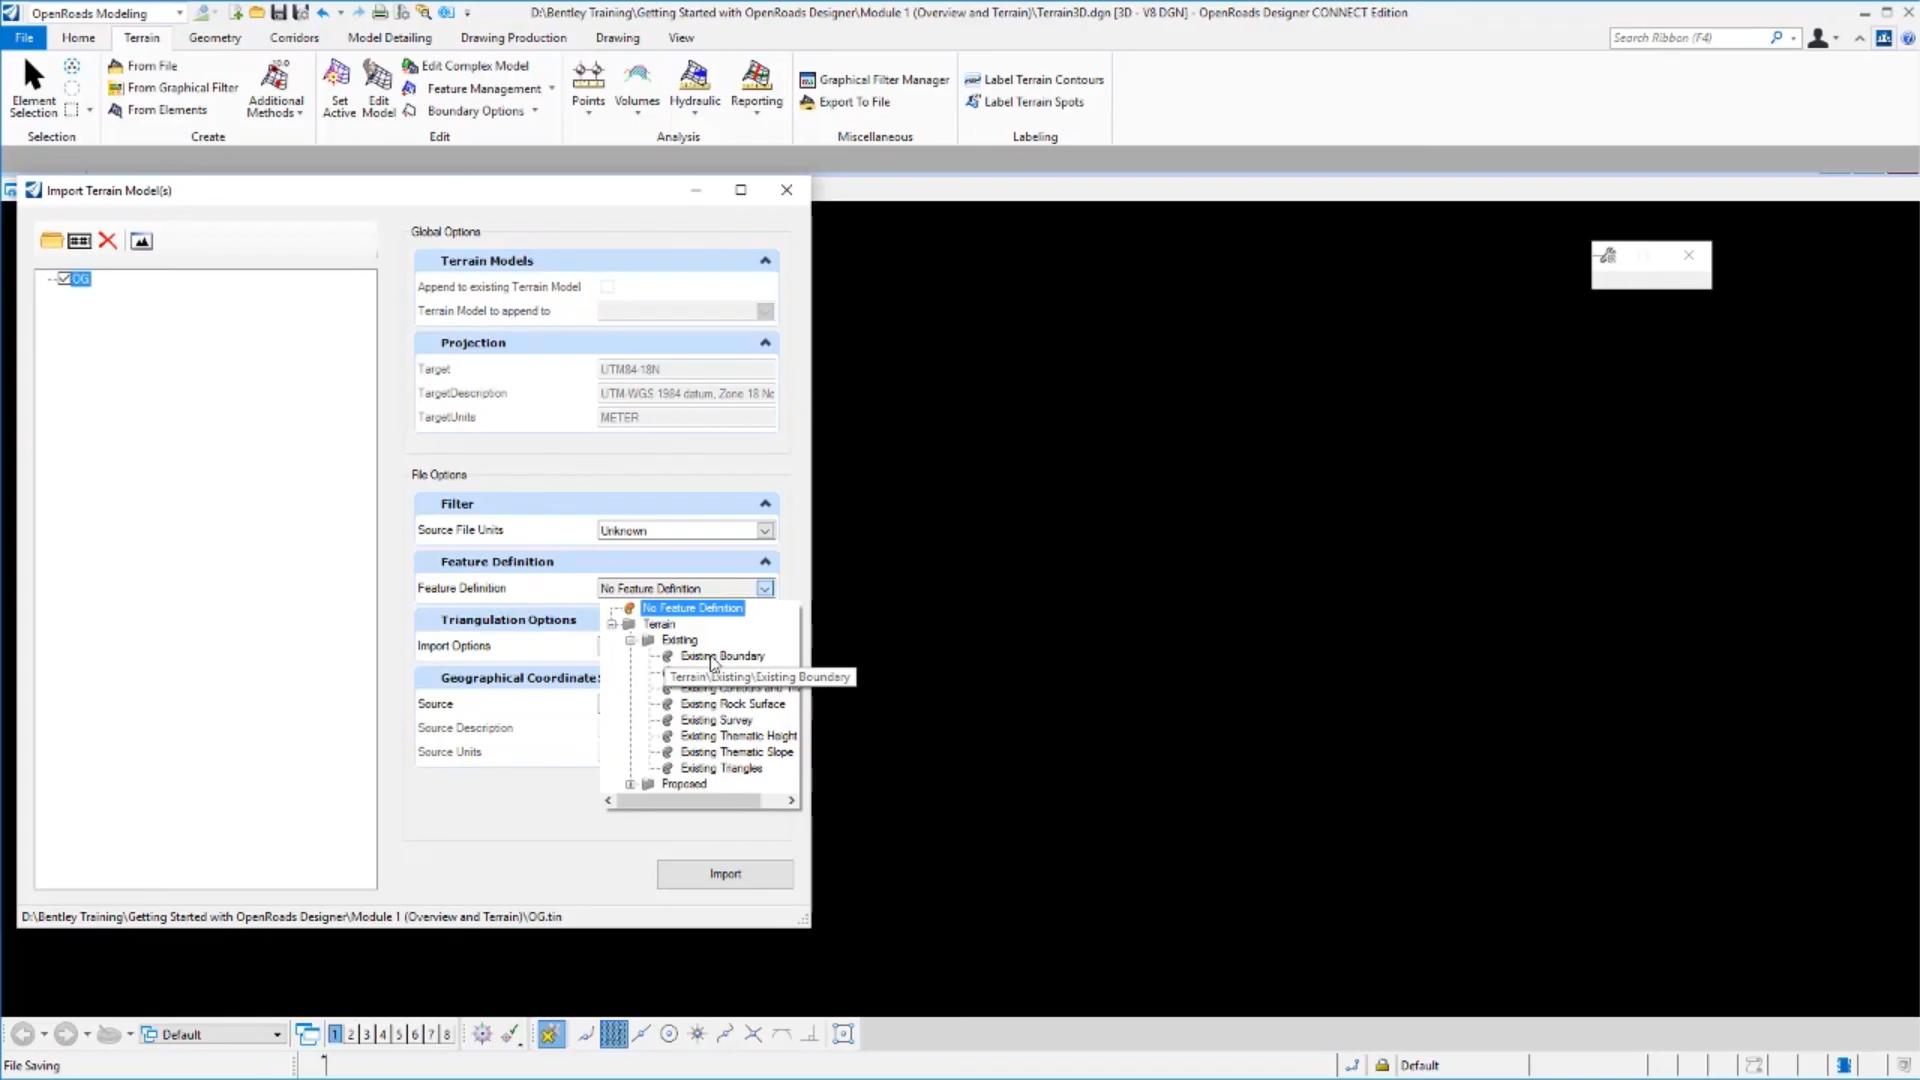 OpenRoads Modeling
D:\Bentley Training\Getting Started with OpenRoads Designer\Module 1 (Overview and Terrain)\Terrain3D.dgn [3D - V8 DGN] - OpenRoads Designer CONNECT Edition
File Home Terrain Geometry Corridors Model Detailing Drawing Production Drawing View
Search Ribbon (F4)
Element Selection
Selection
From File
From Graphical Filter
From Elements
Additional Methods
Create
Set Active
Edit Model
Edit Complex Model
Feature Management
Boundary Options
Edit
Points
Volumes
Hydraulic
Reporting
Analysis
Graphical Filter Manager
Export To File
Miscellaneous
Label Terrain Contours
Label Terrain Spots
Labeling
Import Terrain Model(s)
OG
Global Options
Terrain Models
Append to existing Terrain Model
Terrain Model to append to
Projection
Target UTM84-18N
TargetDescription UTM-WGS 1984 datum, Zone 18 No
TargetUnits METER
File Options
Filter
Source File Units Unknown
Feature Definition
Feature Definition No Feature Definition
No Feature Definition
Terrain
Existing
Existing Boundary
Terrain\Existing\Existing Boundary
Existing Rock Surface
Existing Survey
Existing Thematic Height
Existing Thematic Slope
Existing Triangles
Proposed
Triangulation Options
Import Options
Geographical Coordinate
Source
Source Description
Source Units
Import
D:\Bentley Training\Getting Started with OpenRoads Designer\Module 1 (Overview and Terrain)\OG.tin
Default
1 2 3 4 5 6 7 8
File Saving
Default